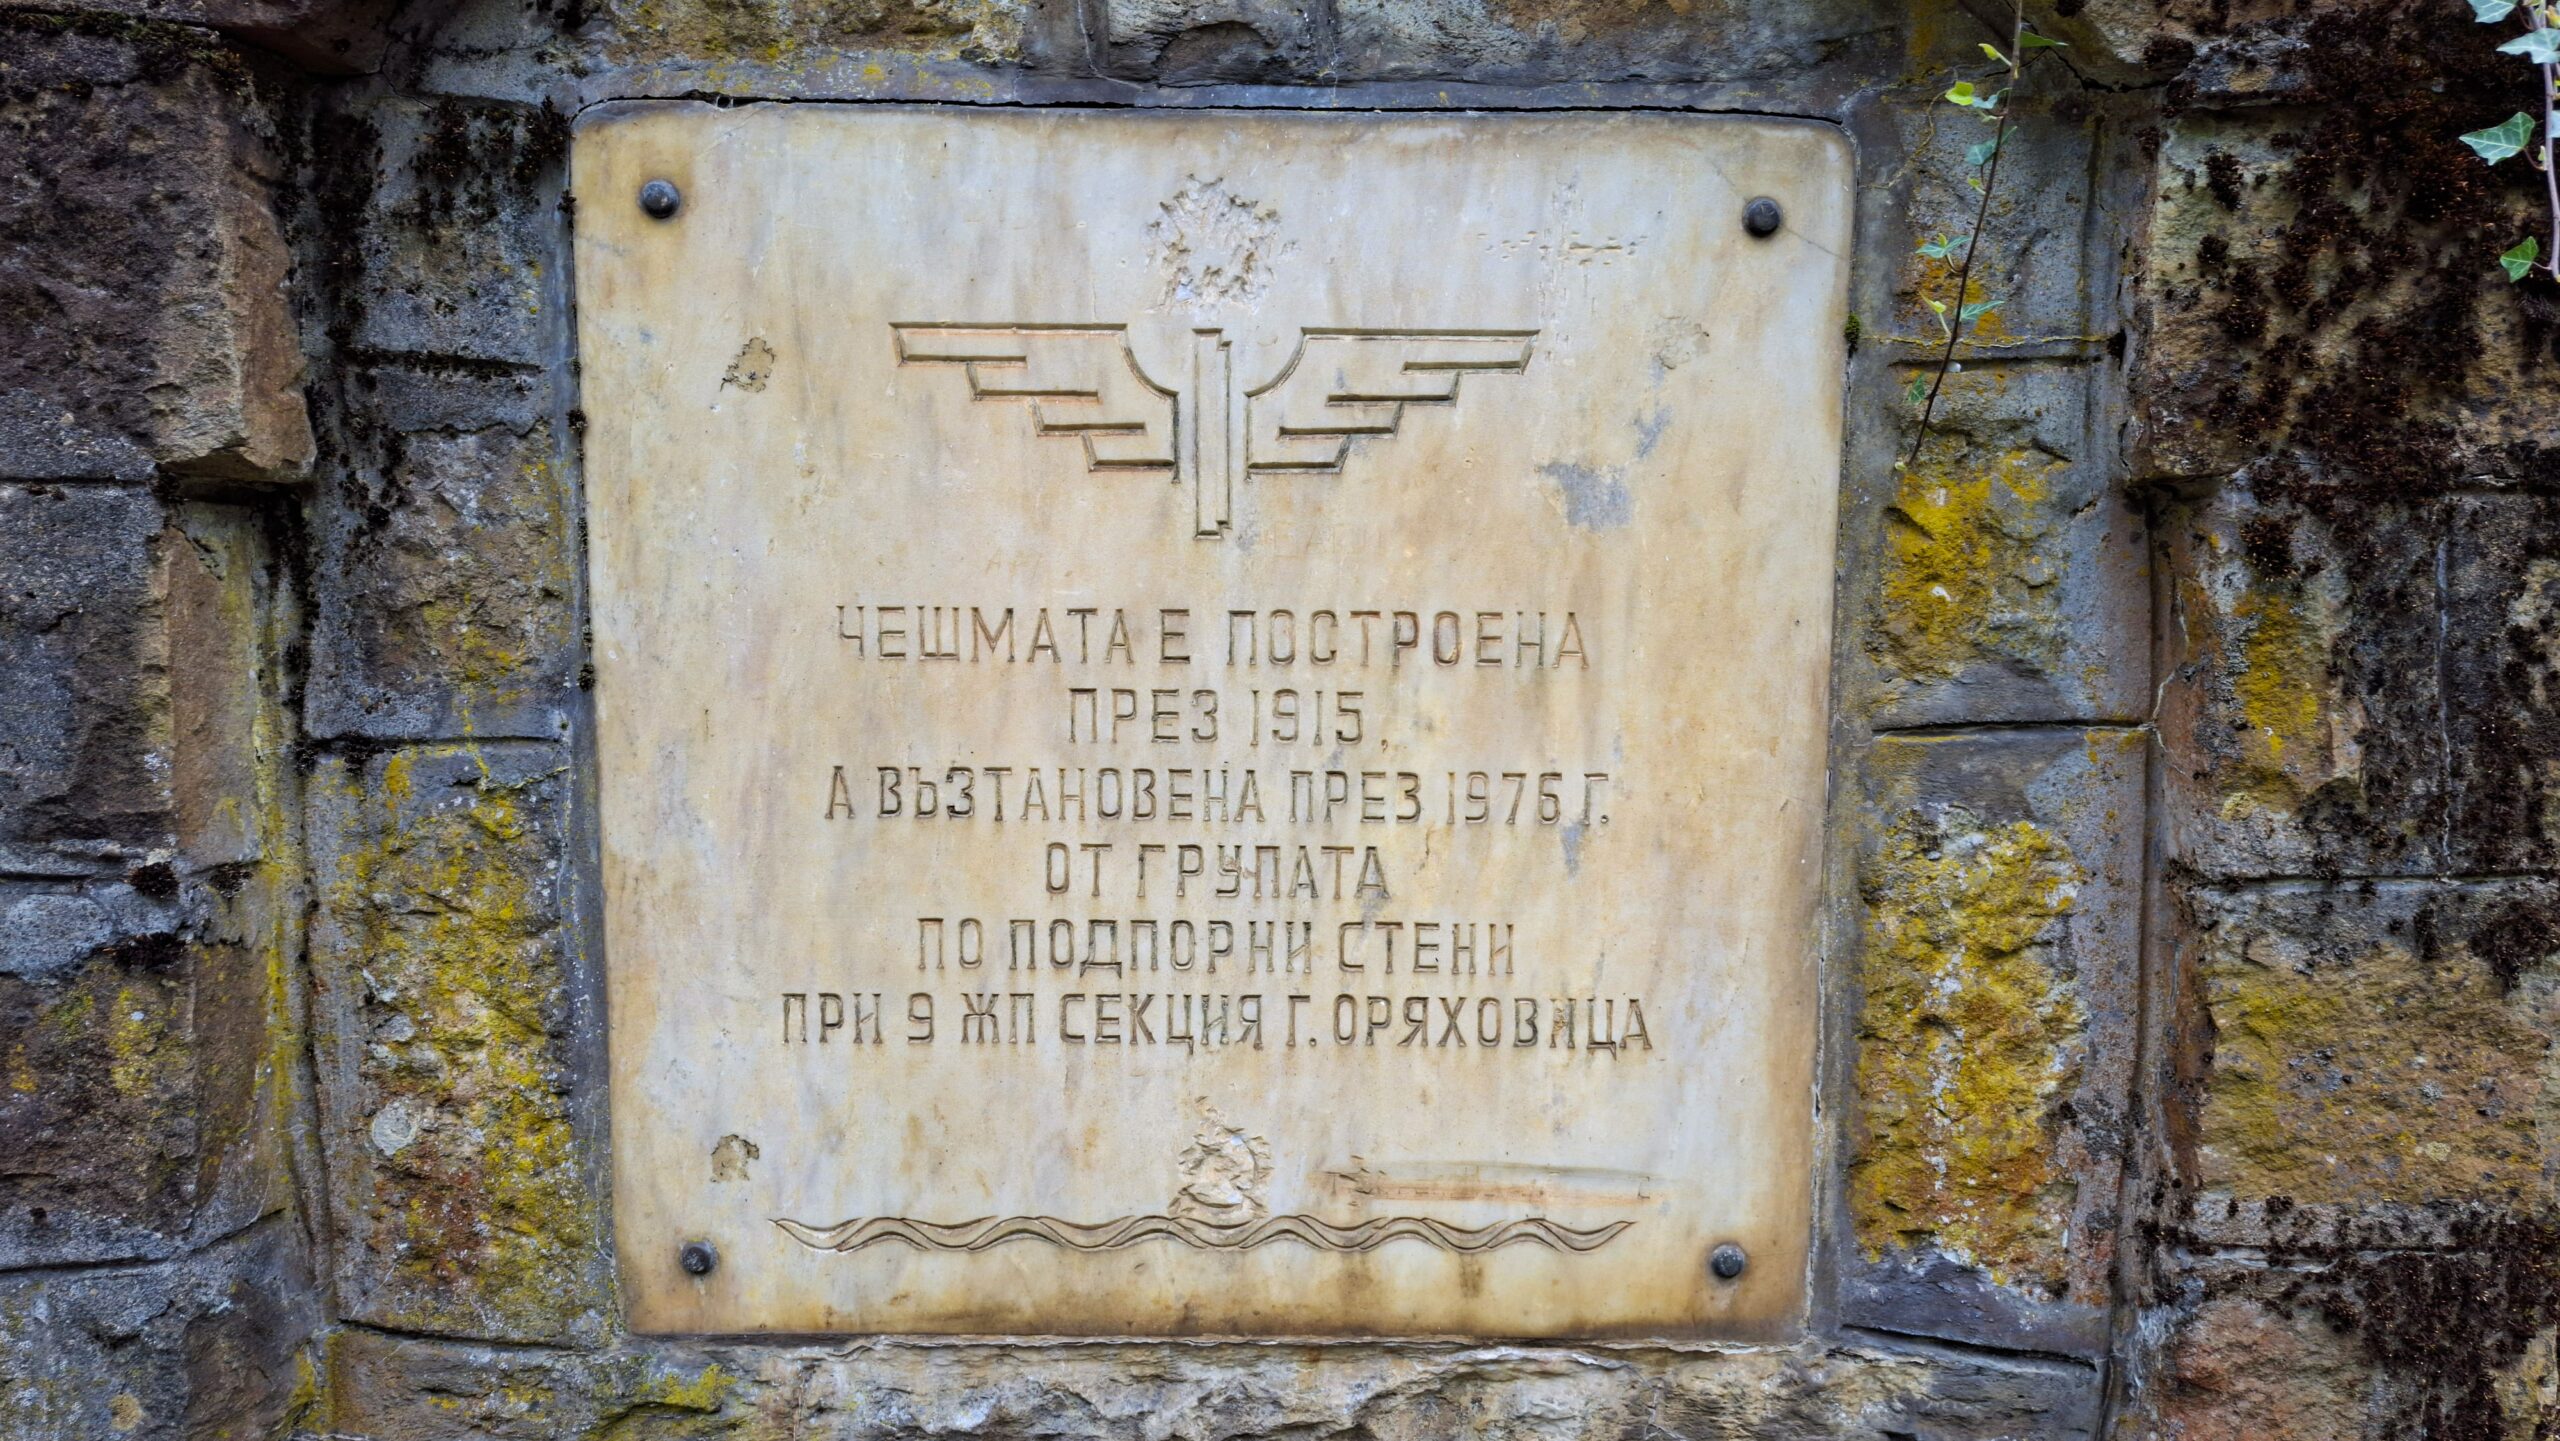 ЧЕШМАТА Е ПОСТРОЕНА
ПРЕЗ 1915,
А ВЪЗТАНОВЕНА ПРЕЗ 1976 Г.
ОТ ГРУПАТА
ПО ПОДПОРНИ СТЕНИ
ПРИ 9 ЖП СЕКЦИЯ Г. ОРЯХОВИЦА